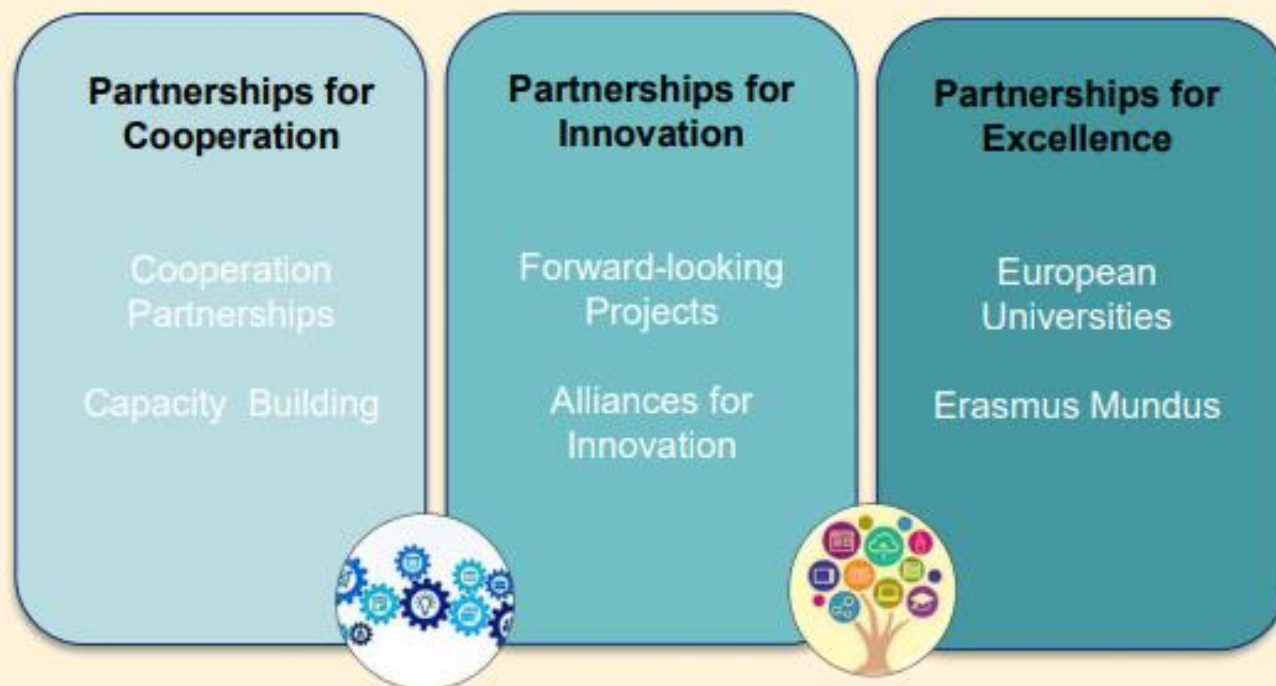 Partnerships for
Cooperation
Cooperation
Partnerships
Capacity Building
Partnerships for
Innovation
Forward-looking
Projects
Alliances for
Innovation
Partnerships for
Excellence
European
Universities
Erasmus Mundus